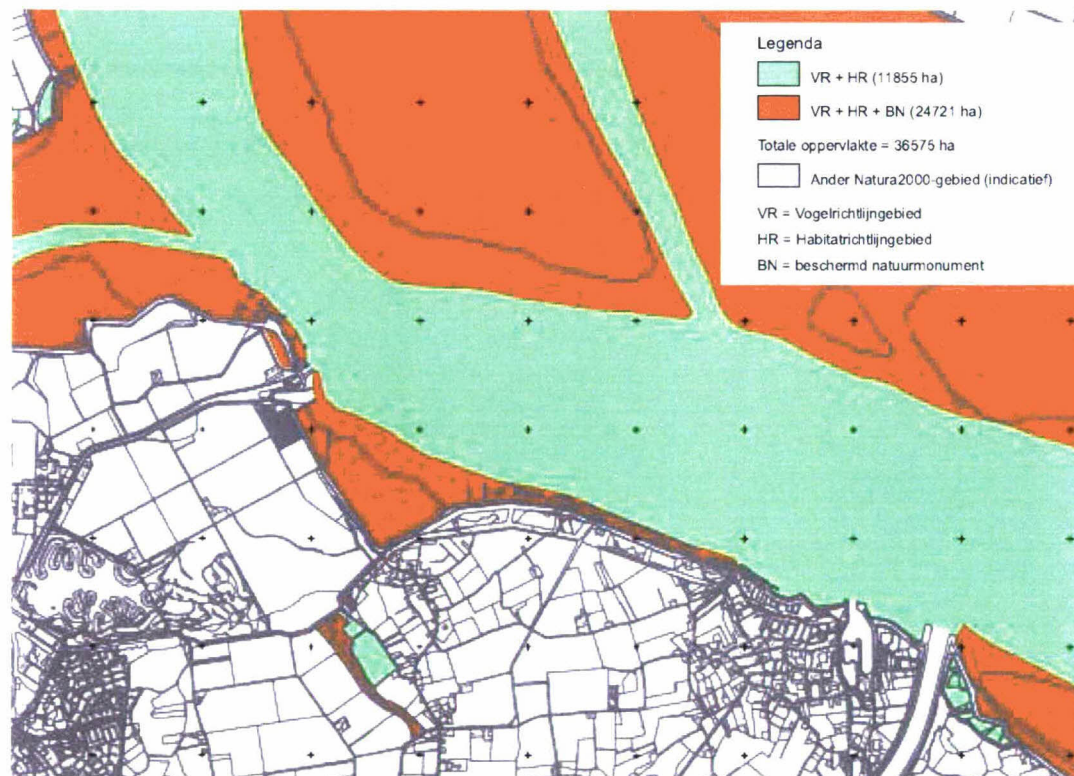 Legenda
VR + HR (11855 ha)
VR + HR + BN (24721 ha)
Totale oppervlakte = 36575 ha
Ander Natura2000-gebied (indicatief)
VR = Vogelrichtlijngebied
HR = Habitatrichtlijngebied
BN = beschermd natuurmonument